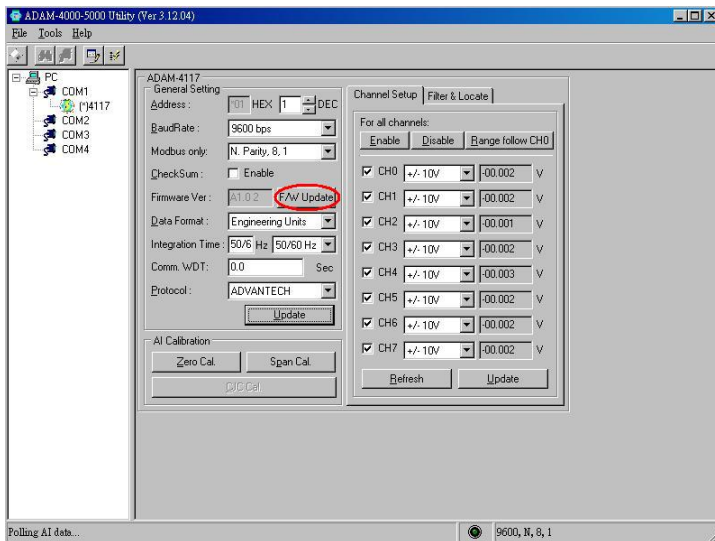 ADAM-4000-5000 Utility (Ver 3.12.04)
File Tools Help
PC
COM1
(*)4117
COM2
COM3
COM4
ADAM-4117
General Setting
Address : *01 HEX 1 DEC
BaudRate : 9600 bps
Modbus only: N. Parity, 8, 1
CheckSum : Enable
Firmware Ver : A1.0 2 F/W Update
Data Format : Engineering Units
Integration Time : 50/6 Hz 50/60 Hz
Comm. WDT: 0.0 Sec
Protocol : ADVANTECH
Update
AI Calibration
Zero Cal. Span Cal.
CJC Cal.
Channel Setup Filter & Locate
For all channels:
Enable Disable Range follow CH0
CH0 +/- 10V -00.002 V
CH1 +/- 10V -00.002 V
CH2 +/- 10V -00.001 V
CH3 +/- 10V -00.002 V
CH4 +/- 10V -00.003 V
CH5 +/- 10V -00.002 V
CH6 +/- 10V -00.002 V
CH7 +/- 10V -00.002 V
Refresh Update
Polling AI data... 9600, N, 8, 1